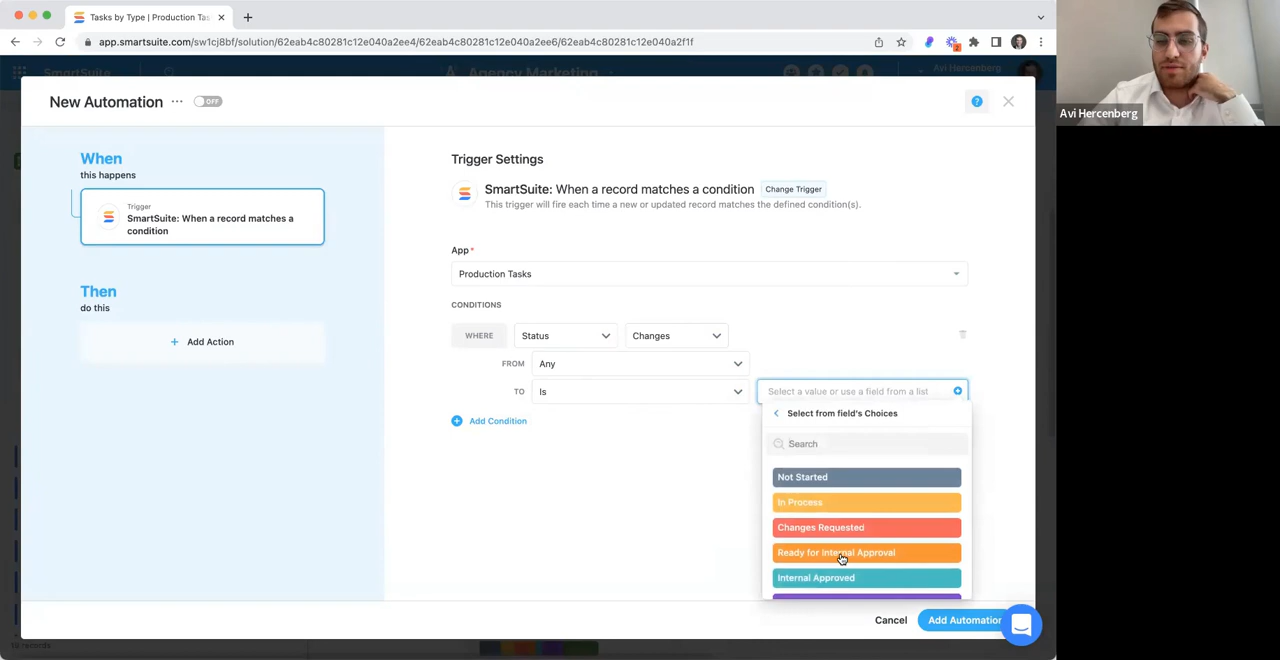 Tasks by Type | Production Tas
app.smartsuite.com/sw1cj8bf/solution/62eab4c80281c12e040a2ee4/62eab4c80281c12e040a2ee6/62eab4c80281c12e040a2f1f
2
SmartSuite
Agency Marketing
Avi Hercenberg
Avi Hercenberg
New Automation
OFF
?
When
this happens
Trigger
SmartSuite: When a record matches a
condition
Then
do this
+ Add Action
Trigger Settings
SmartSuite: When a record matches a condition
Change Trigger
This trigger will fire each time a new or updated record matches the defined condition(s).
App*
Production Tasks
CONDITIONS
WHERE
Status
Changes
FROM
Any
TO
Is
Select a value or use a field from a list
Add Condition
Select from field's Choices
Search
Not Started
In Process
Changes Requested
Ready for Internal Approval
Internal Approved
Cancel
Add Automation
records